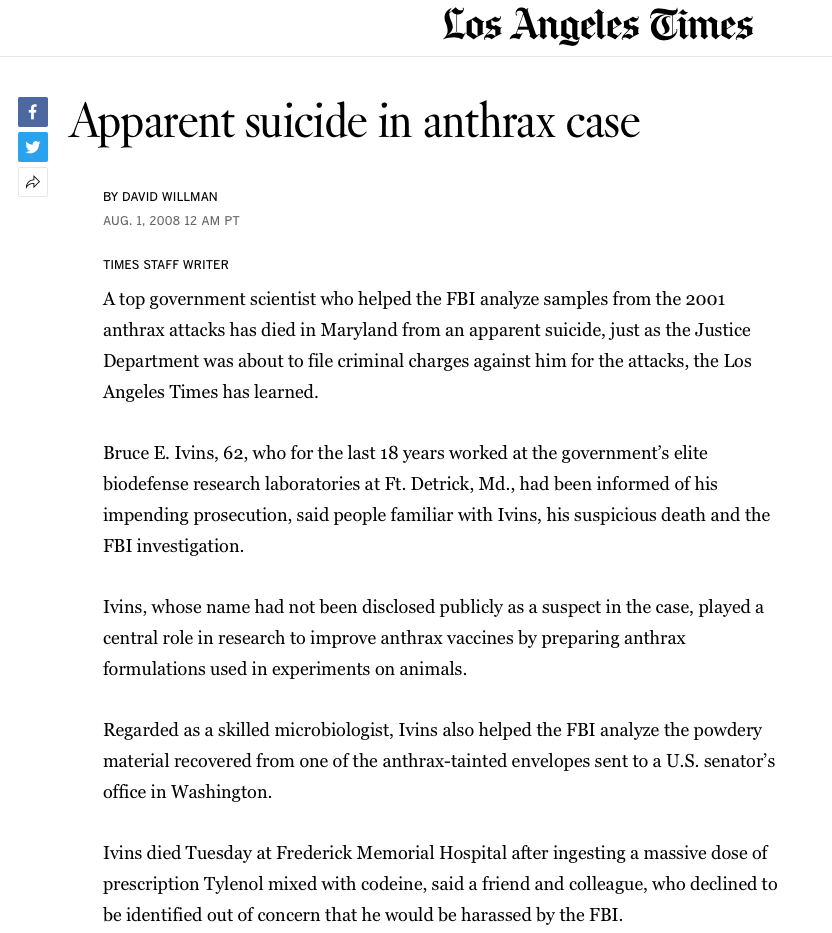 Los Angeles Times
Apparent suicide in anthrax case
BY DAVID WILLMAN
AUG. 1, 2008 12 AM PT
TIMES STAFF WRITER
A top government scientist who helped the FBI analyze samples from the 2001
anthrax attacks has died in Maryland from an apparent suicide, just as the Justice
Department was about to file criminal charges against him for the attacks, the Los
Angeles Times has learned.
Bruce E. Ivins, 62, who for the last 18 years worked at the government’s elite
biodefense research laboratories at Ft. Detrick, Md., had been informed of his
impending prosecution, said people familiar with Ivins, his suspicious death and the
FBI investigation.
Ivins, whose name had not been disclosed publicly as a suspect in the case, played a
central role in research to improve anthrax vaccines by preparing anthrax
formulations used in experiments on animals.
Regarded as a skilled microbiologist, Ivins also helped the FBI analyze the powdery
material recovered from one of the anthrax-tainted envelopes sent to a U.S. senator’s
office in Washington.
Ivins died Tuesday at Frederick Memorial Hospital after ingesting a massive dose of
prescription Tylenol mixed with codeine, said a friend and colleague, who declined to
be identified out of concern that he would be harassed by the FBI.